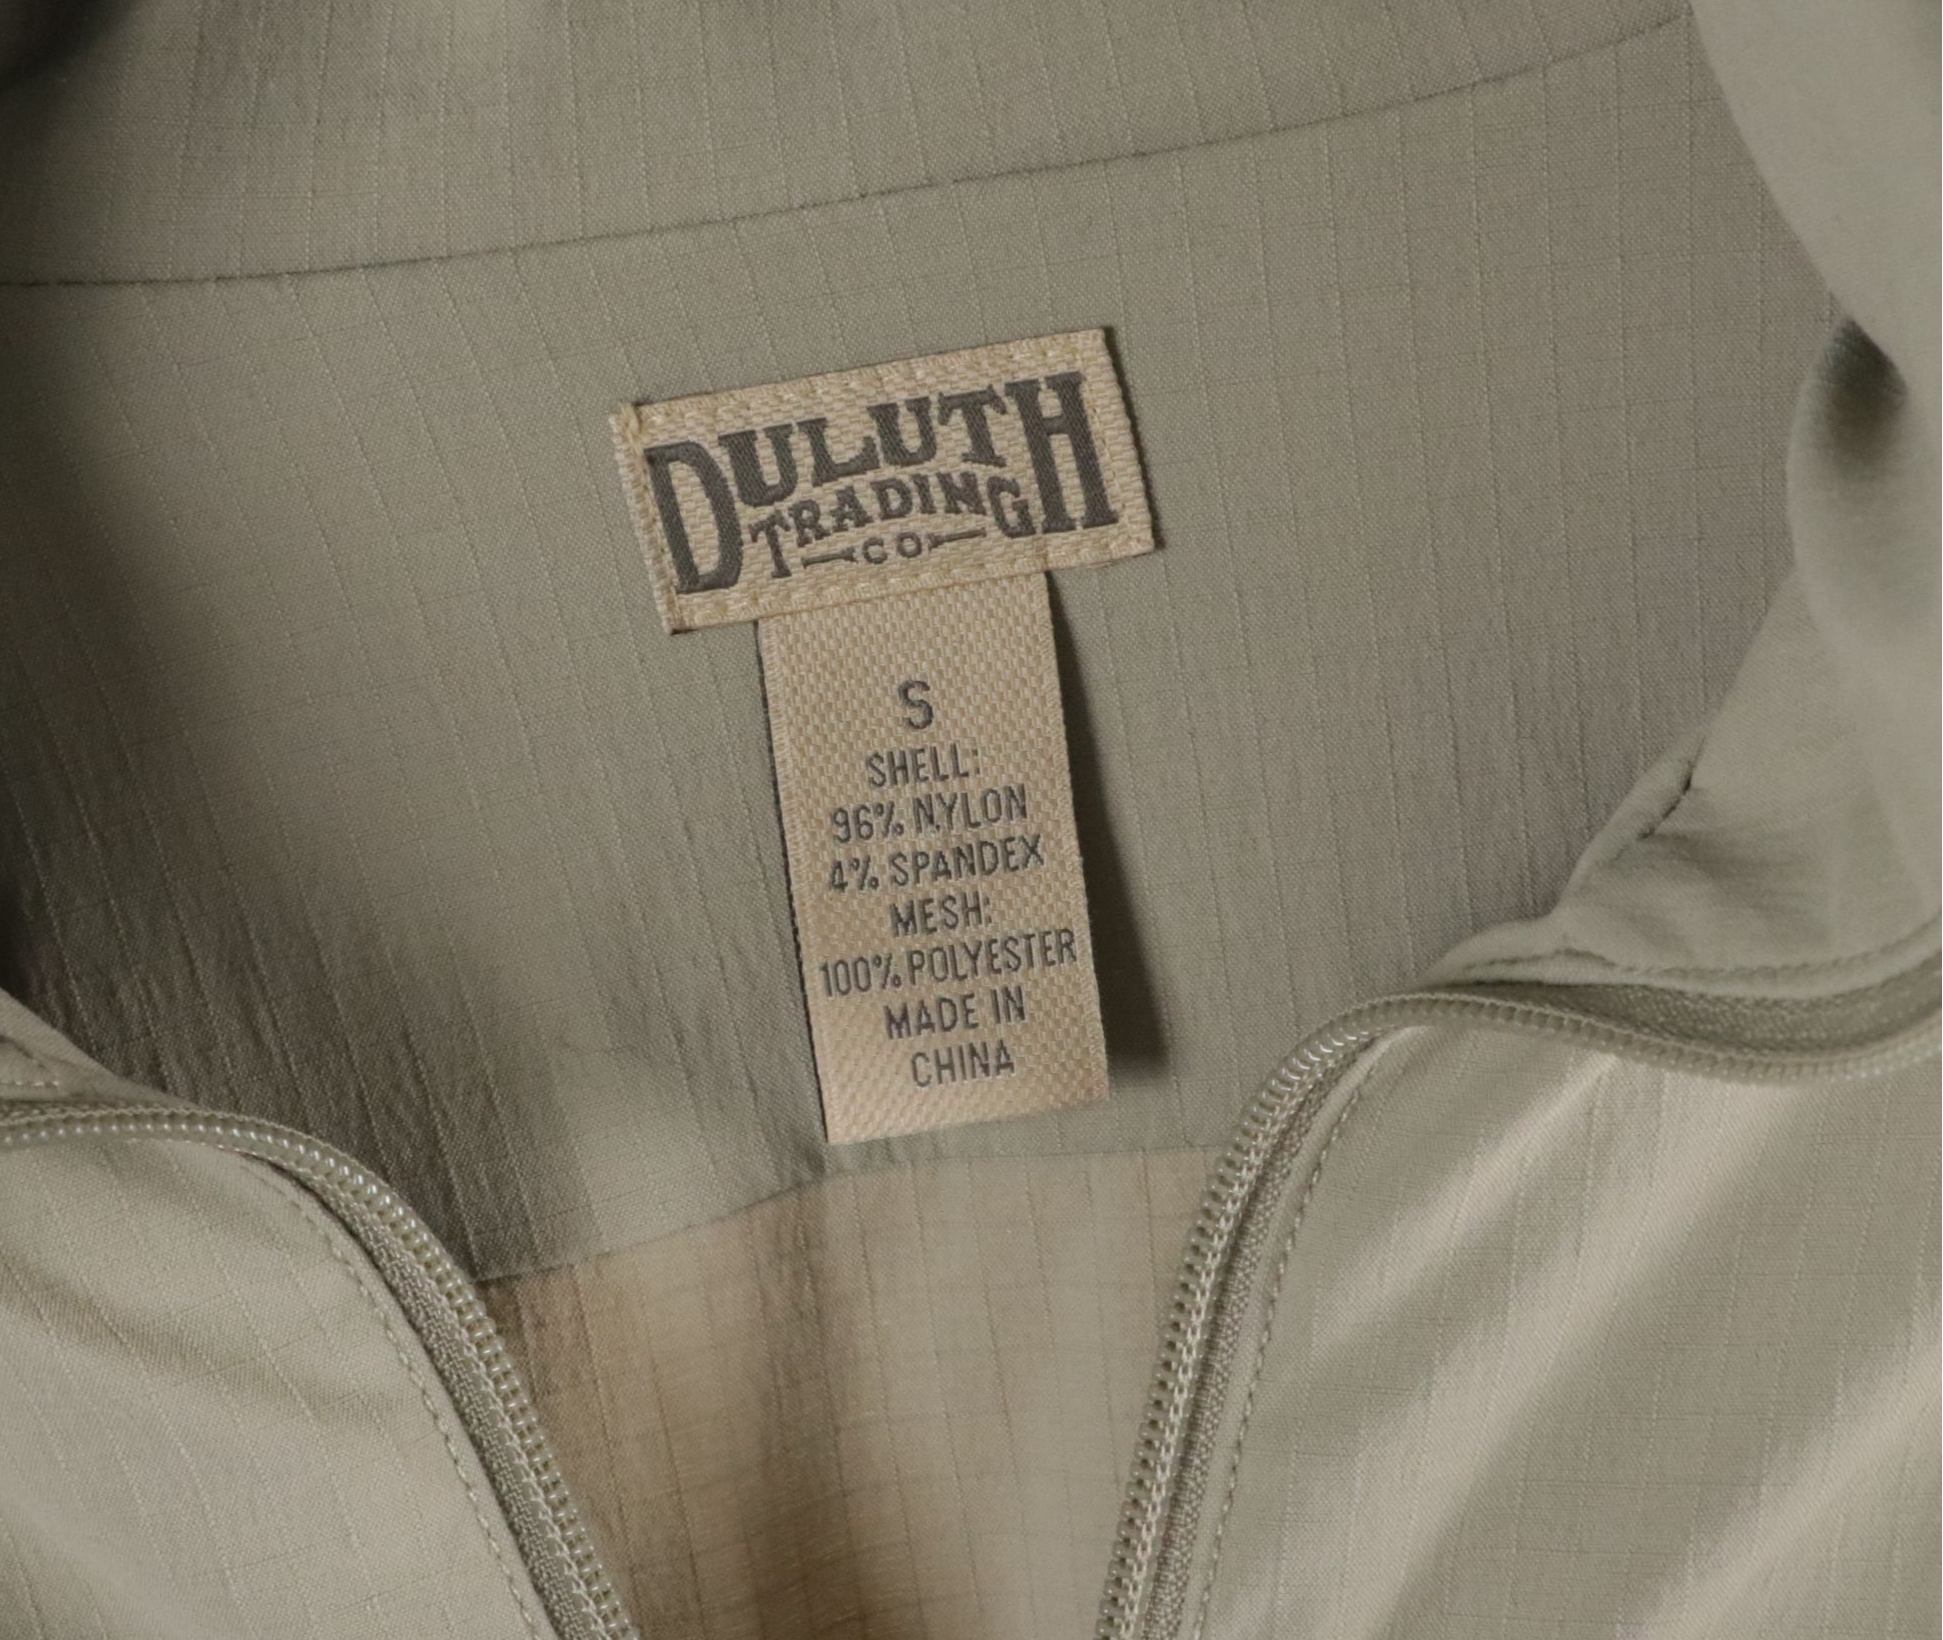 DULUTH
TRADING
CO
S
SHELL:
96% NYLON
4% SPANDEX
MESH:
100% POLYESTER
MADE IN
CHINA